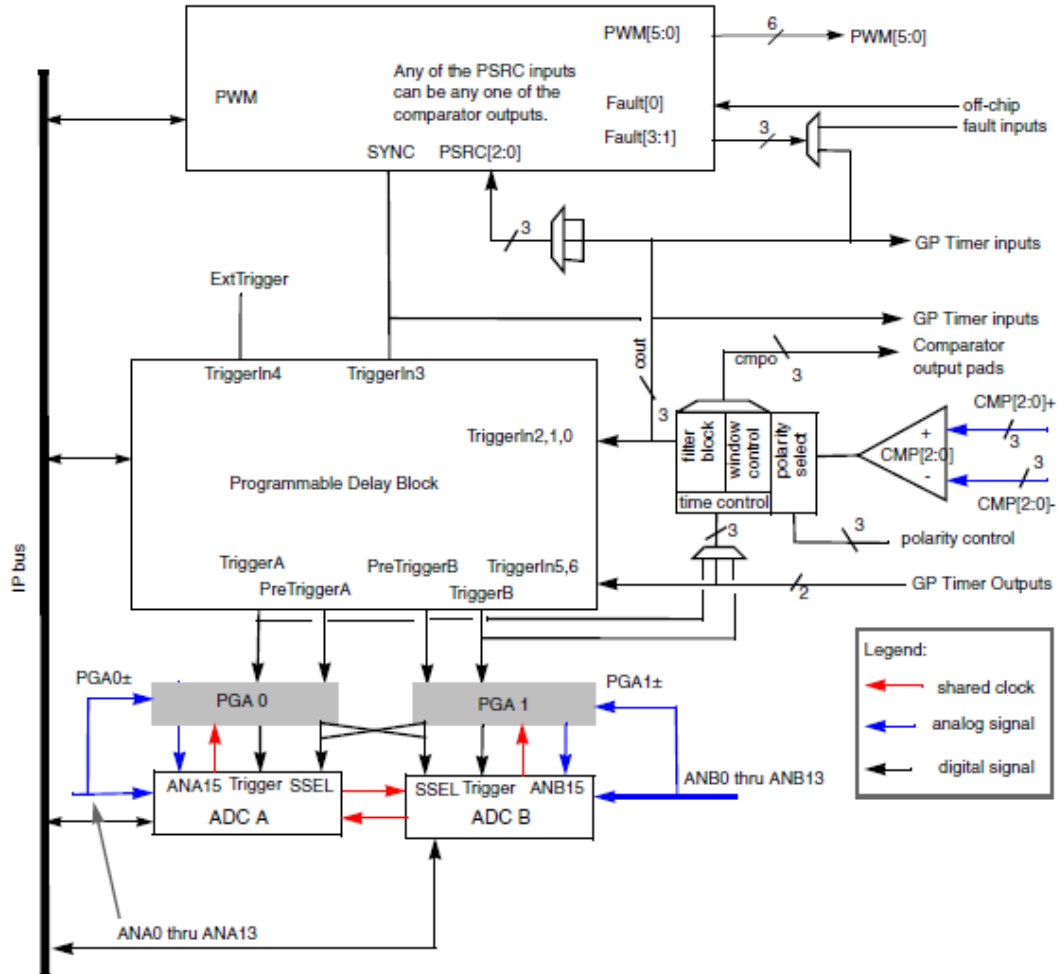 PWM[5:0]
6
PWM[5:0]
Any of the PSRC inputs
can be any one of the
comparator outputs.
PWM
Fault[0]
off-chip
fault inputs
Fault[3:1]
3
SYNC
PSRC[2:0]
3
GP Timer inputs
ExtTrigger
GP Timer inputs
TriggerIn4
TriggerIn3
cout
3
cmpo
3
Comparator
output pads
TriggerIn2,1,0
filter
block
window
control
polarity
select
time control
CMP[2:0]+
3
+
CMP[2:0]
-
3
CMP[2:0]-
Programmable Delay Block
3
3
polarity control
TriggerA
PreTriggerA
PreTriggerB
TriggerB
TriggerIn5,6
2
GP Timer Outputs
IP bus
PGA0±
PGA 0
PGA 1
PGA1±
Legend:
shared clock
analog signal
digital signal
ANA15
Trigger
SSEL
ADC A
SSEL
Trigger
ANB15
ADC B
ANB0 thru ANB13
ANA0 thru ANA13